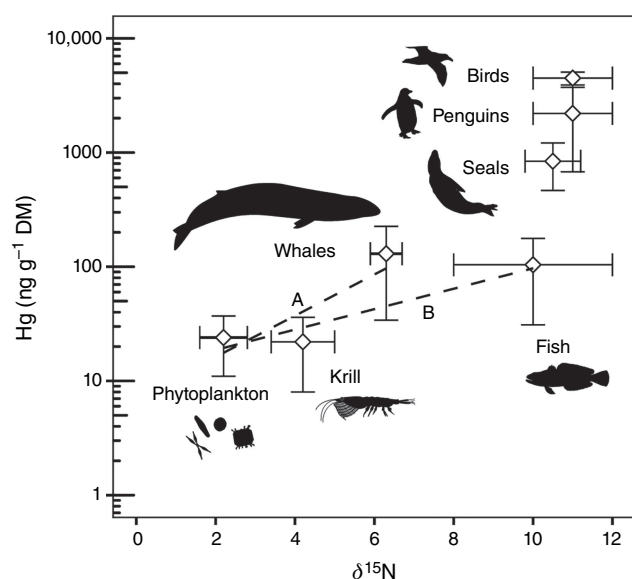 10,000
Birds
Penguins
1000
Seals
Hg (ng g⁻¹ DM)
Whales
100
A
B
Fish
10
Phytoplankton
Krill
1
0 2 4 6 8 10 12
δ¹⁵N